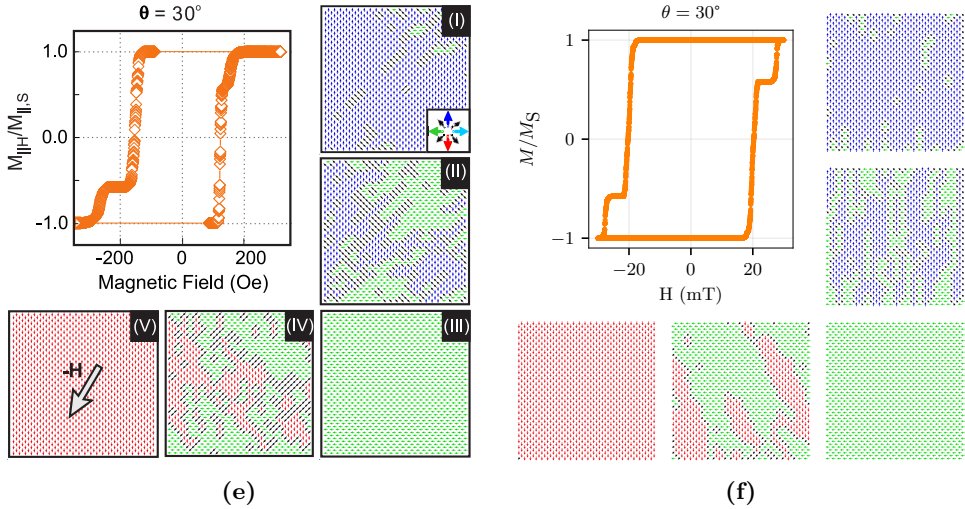 θ = 30°
1.0
0.0
-1.0
M||H/M||,S
-200
0
200
Magnetic Field (Oe)
(I)
(II)
(III)
(IV)
(V)
-H
(e)
θ = 30°
1
0
−1
M/MS
−20
0
20
H (mT)
(f)